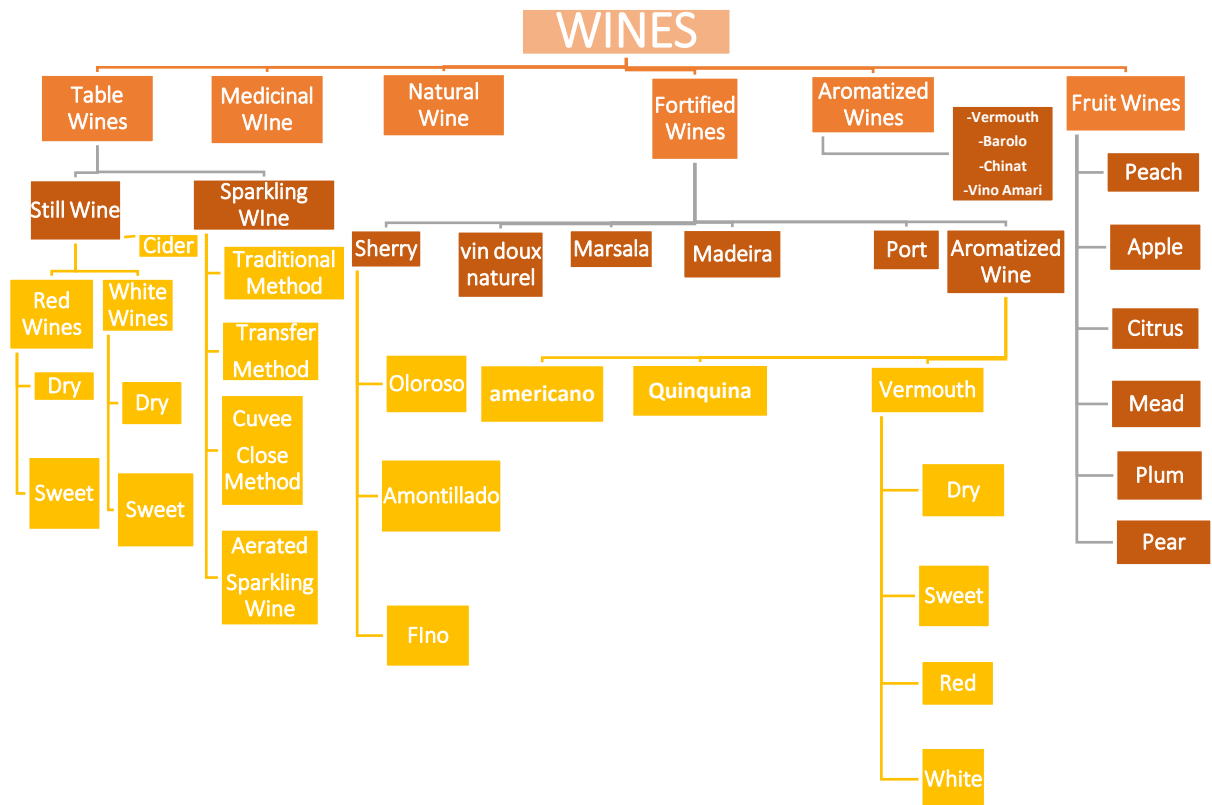 WINES
Table
Wines
Medicinal
WIne
Natural
Wine
Fortified
Wines
Aromatized
Wines
-Vermouth
-Barolo
-Chinat
-Vino Amari
Fruit Wines
Still Wine
Sparkling
WIne
Cider
Red
Wines
Dry
Sweet
White
Wines
Dry
Sweet
Traditional
Method
Transfer
Method
Cuvee
Close
Method
Aerated
Sparkling
Wine
Sherry
vin doux
naturel
Marsala
Madeira
Port
Aromatized
Wine
Oloroso
Amontillado
FIno
americano
Quinquina
Vermouth
Dry
Sweet
Red
White
Peach
Apple
Citrus
Mead
Plum
Pear